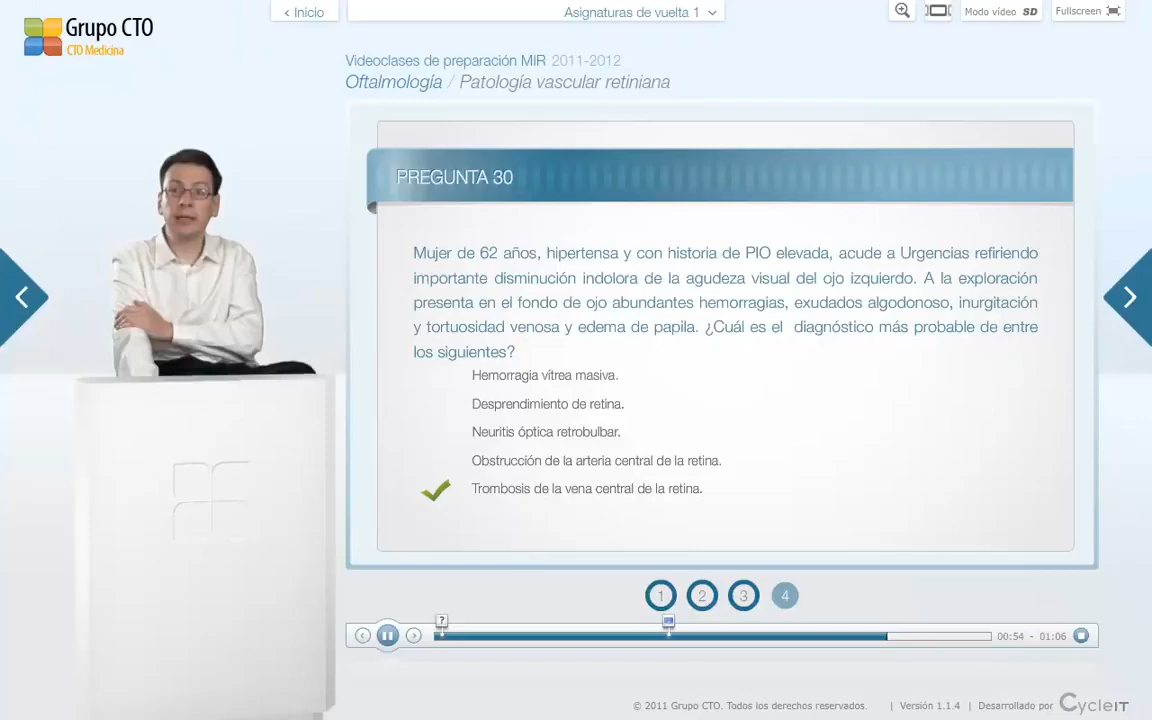 Grupo CTO
CTO Medicina
‹ Inicio
Asignaturas de vuelta 1
Modo vídeo SD
Fullscreen
Videoclases de preparación MIR 2011-2012
Oftalmología / Patología vascular retiniana
PREGUNTA 30
Mujer de 62 años, hipertensa y con historia de PIO elevada, acude a Urgencias refiriendo
importante disminución indolora de la agudeza visual del ojo izquierdo. A la exploración
presenta en el fondo de ojo abundantes hemorragias, exudados algodonoso, inurgitación
y tortuosidad venosa y edema de papila. ¿Cuál es el diagnóstico más probable de entre
los siguientes?
Hemorragia vítrea masiva.
Desprendimiento de retina.
Neuritis óptica retrobulbar.
Obstrucción de la arteria central de la retina.
Trombosis de la vena central de la retina.
1 2 3 4
?
00:54 - 01:06
© 2011 Grupo CTO. Todos los derechos reservados. | Versión 1.1.4 | Desarrollado por CycleIT